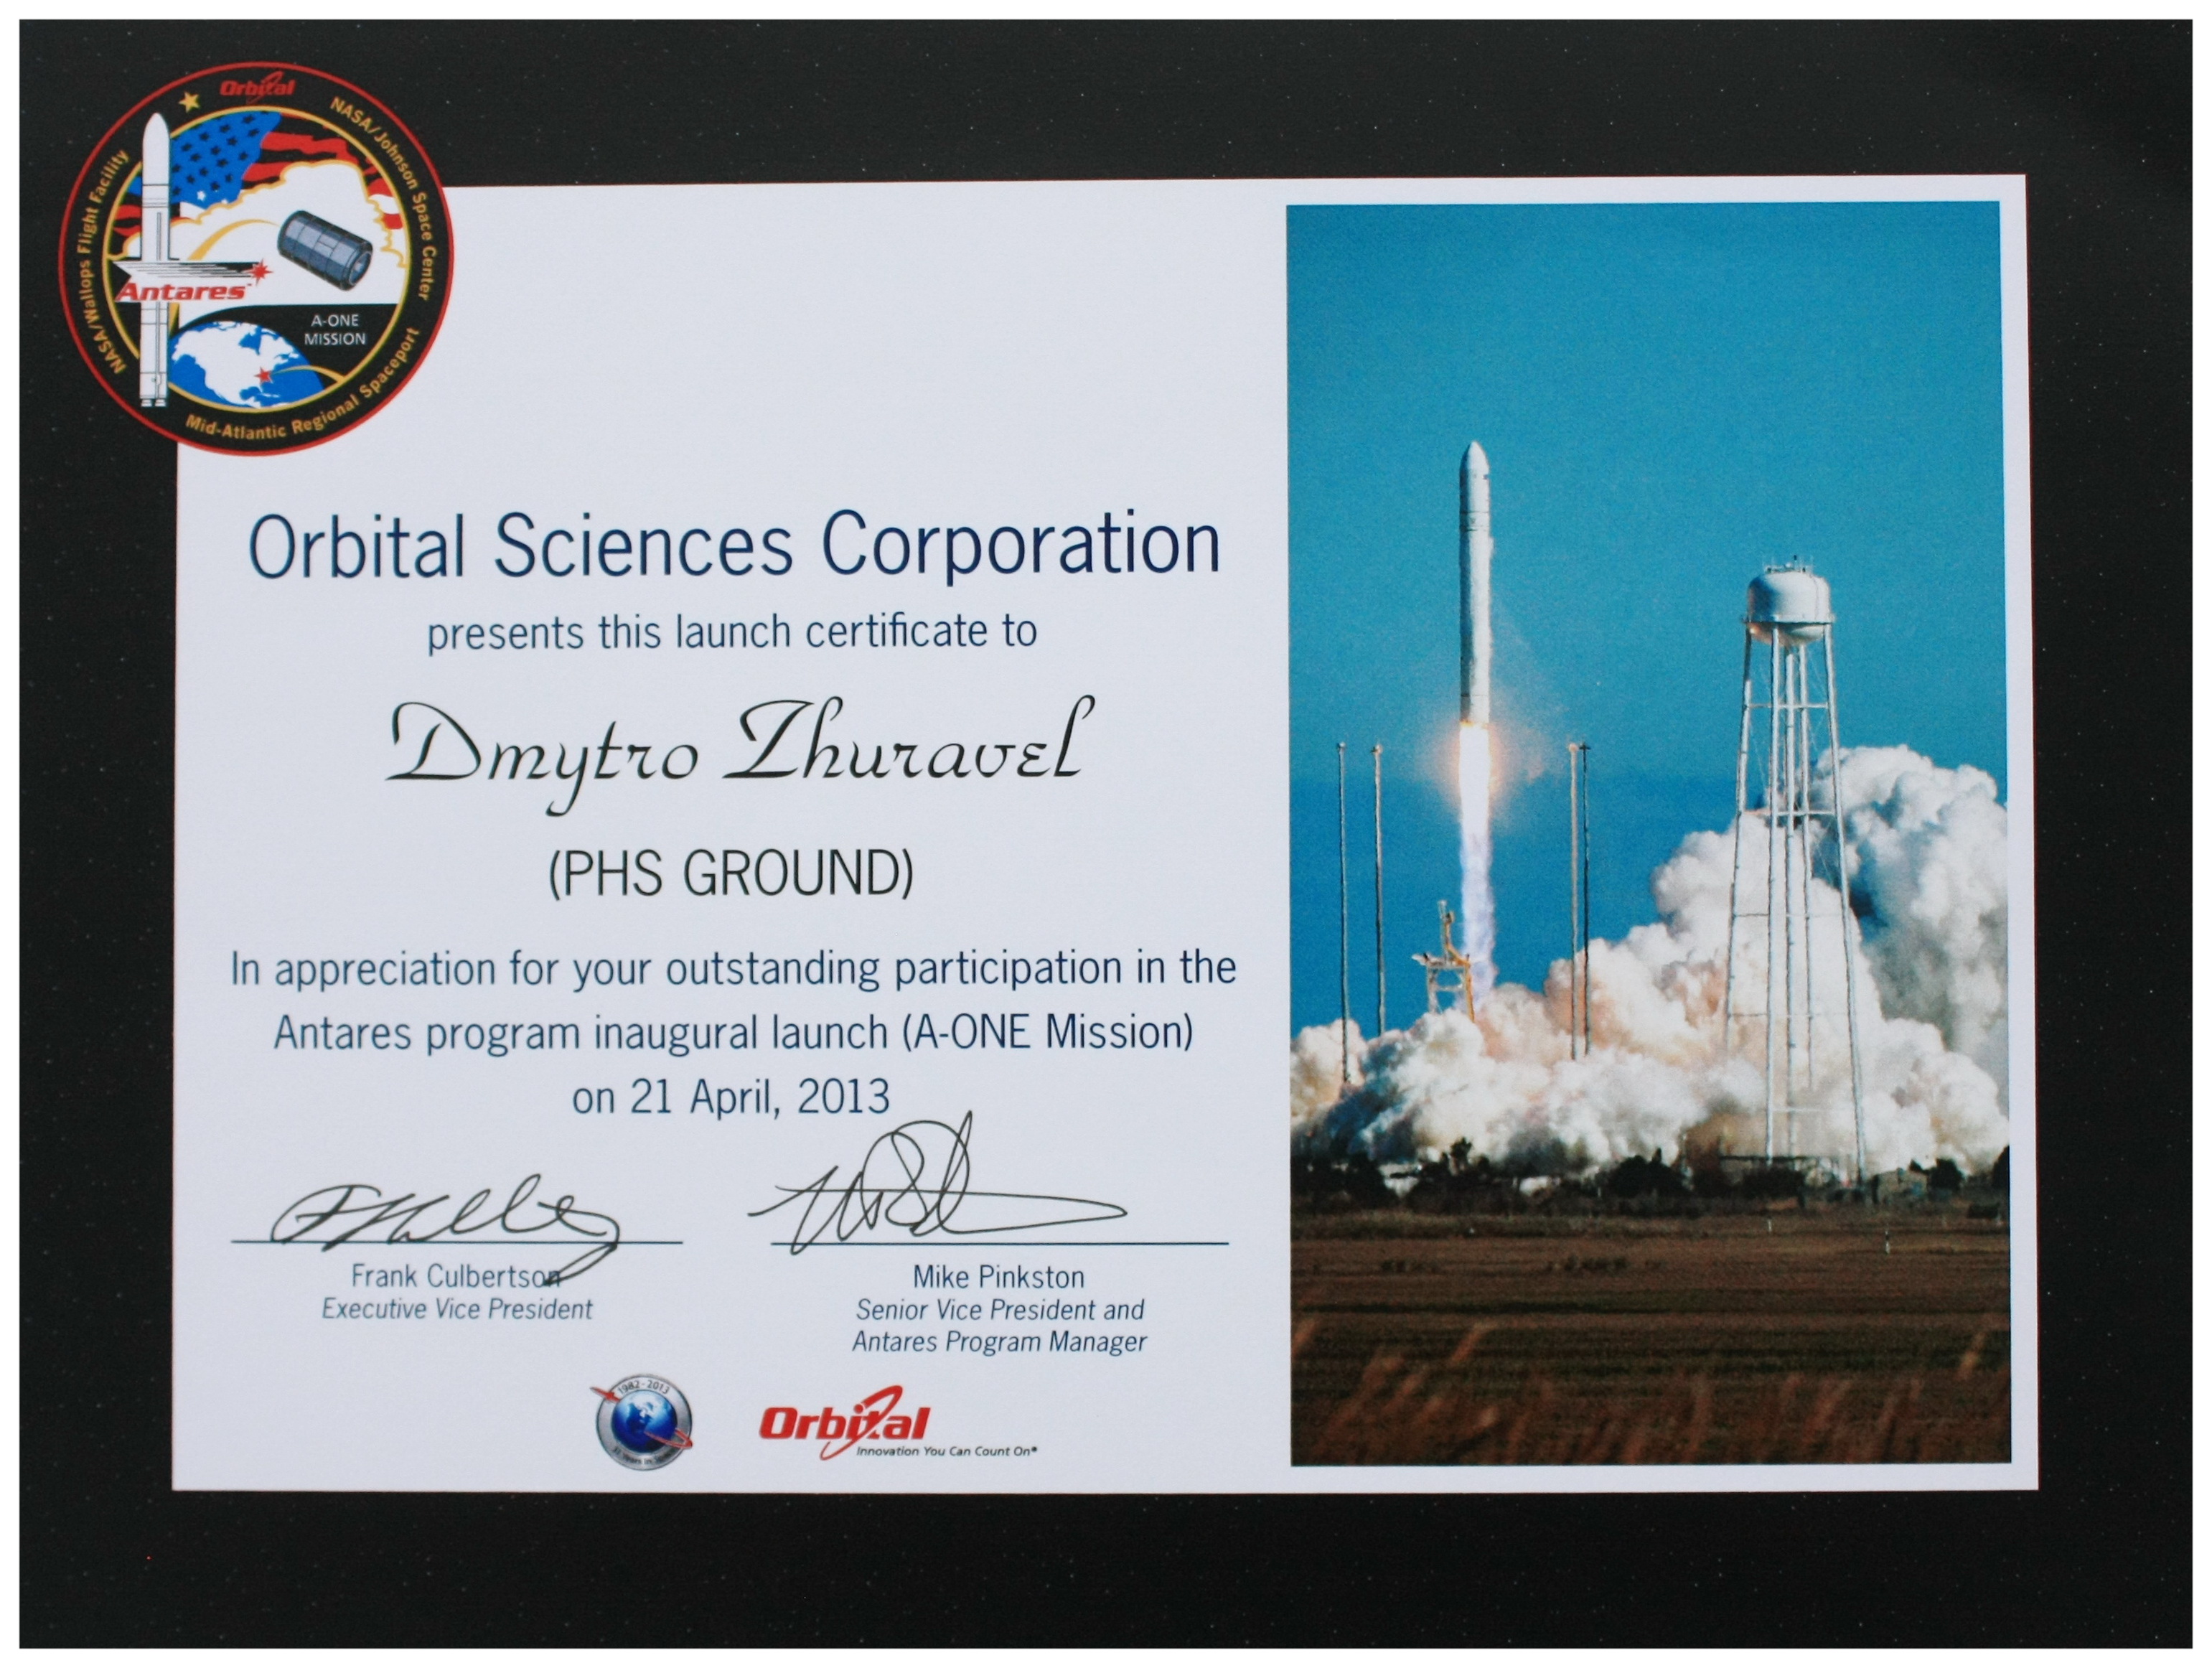 Orbital
NASA/Johnson Space Center
NASA/Wallops Flight Facility
Antares
A-ONE
MISSION
Mid-Atlantic Regional Spaceport
Orbital Sciences Corporation
presents this launch certificate to
Dmytro Zhuravel
(PHS GROUND)
In appreciation for your outstanding participation in the
Antares program inaugural launch (A-ONE Mission)
on 21 April, 2013
Frank Culbertson
Executive Vice President
Mike Pinkston
Senior Vice President and
Antares Program Manager
1982-2013
Orbital
Innovation You Can Count On®